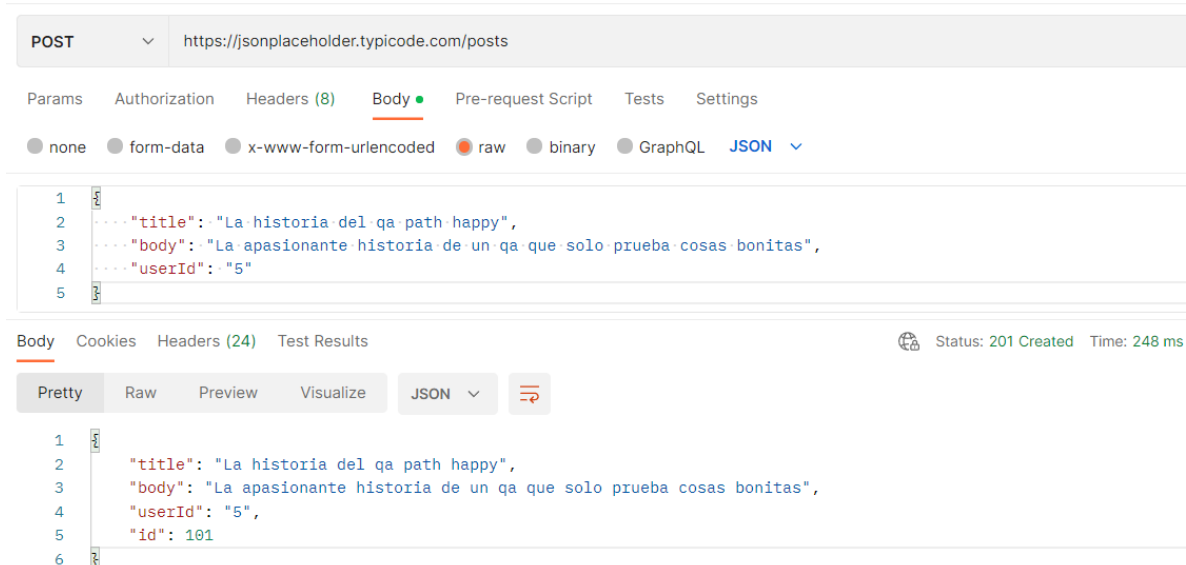 POST https://jsonplaceholder.typicode.com/posts
Params Authorization Headers (8) Body Pre-request Script Tests Settings
none form-data x-www-form-urlencoded raw binary GraphQL JSON
1 {
2 "title": "La historia del qa path happy",
3 "body": "La apasionante historia de un qa que solo prueba cosas bonitas",
4 "userId": "5"
5 }
Body Cookies Headers (24) Test Results Status: 201 Created Time: 248 ms
Pretty Raw Preview Visualize JSON
1 {
2 "title": "La historia del qa path happy",
3 "body": "La apasionante historia de un qa que solo prueba cosas bonitas",
4 "userId": "5",
5 "id": 101
6 }